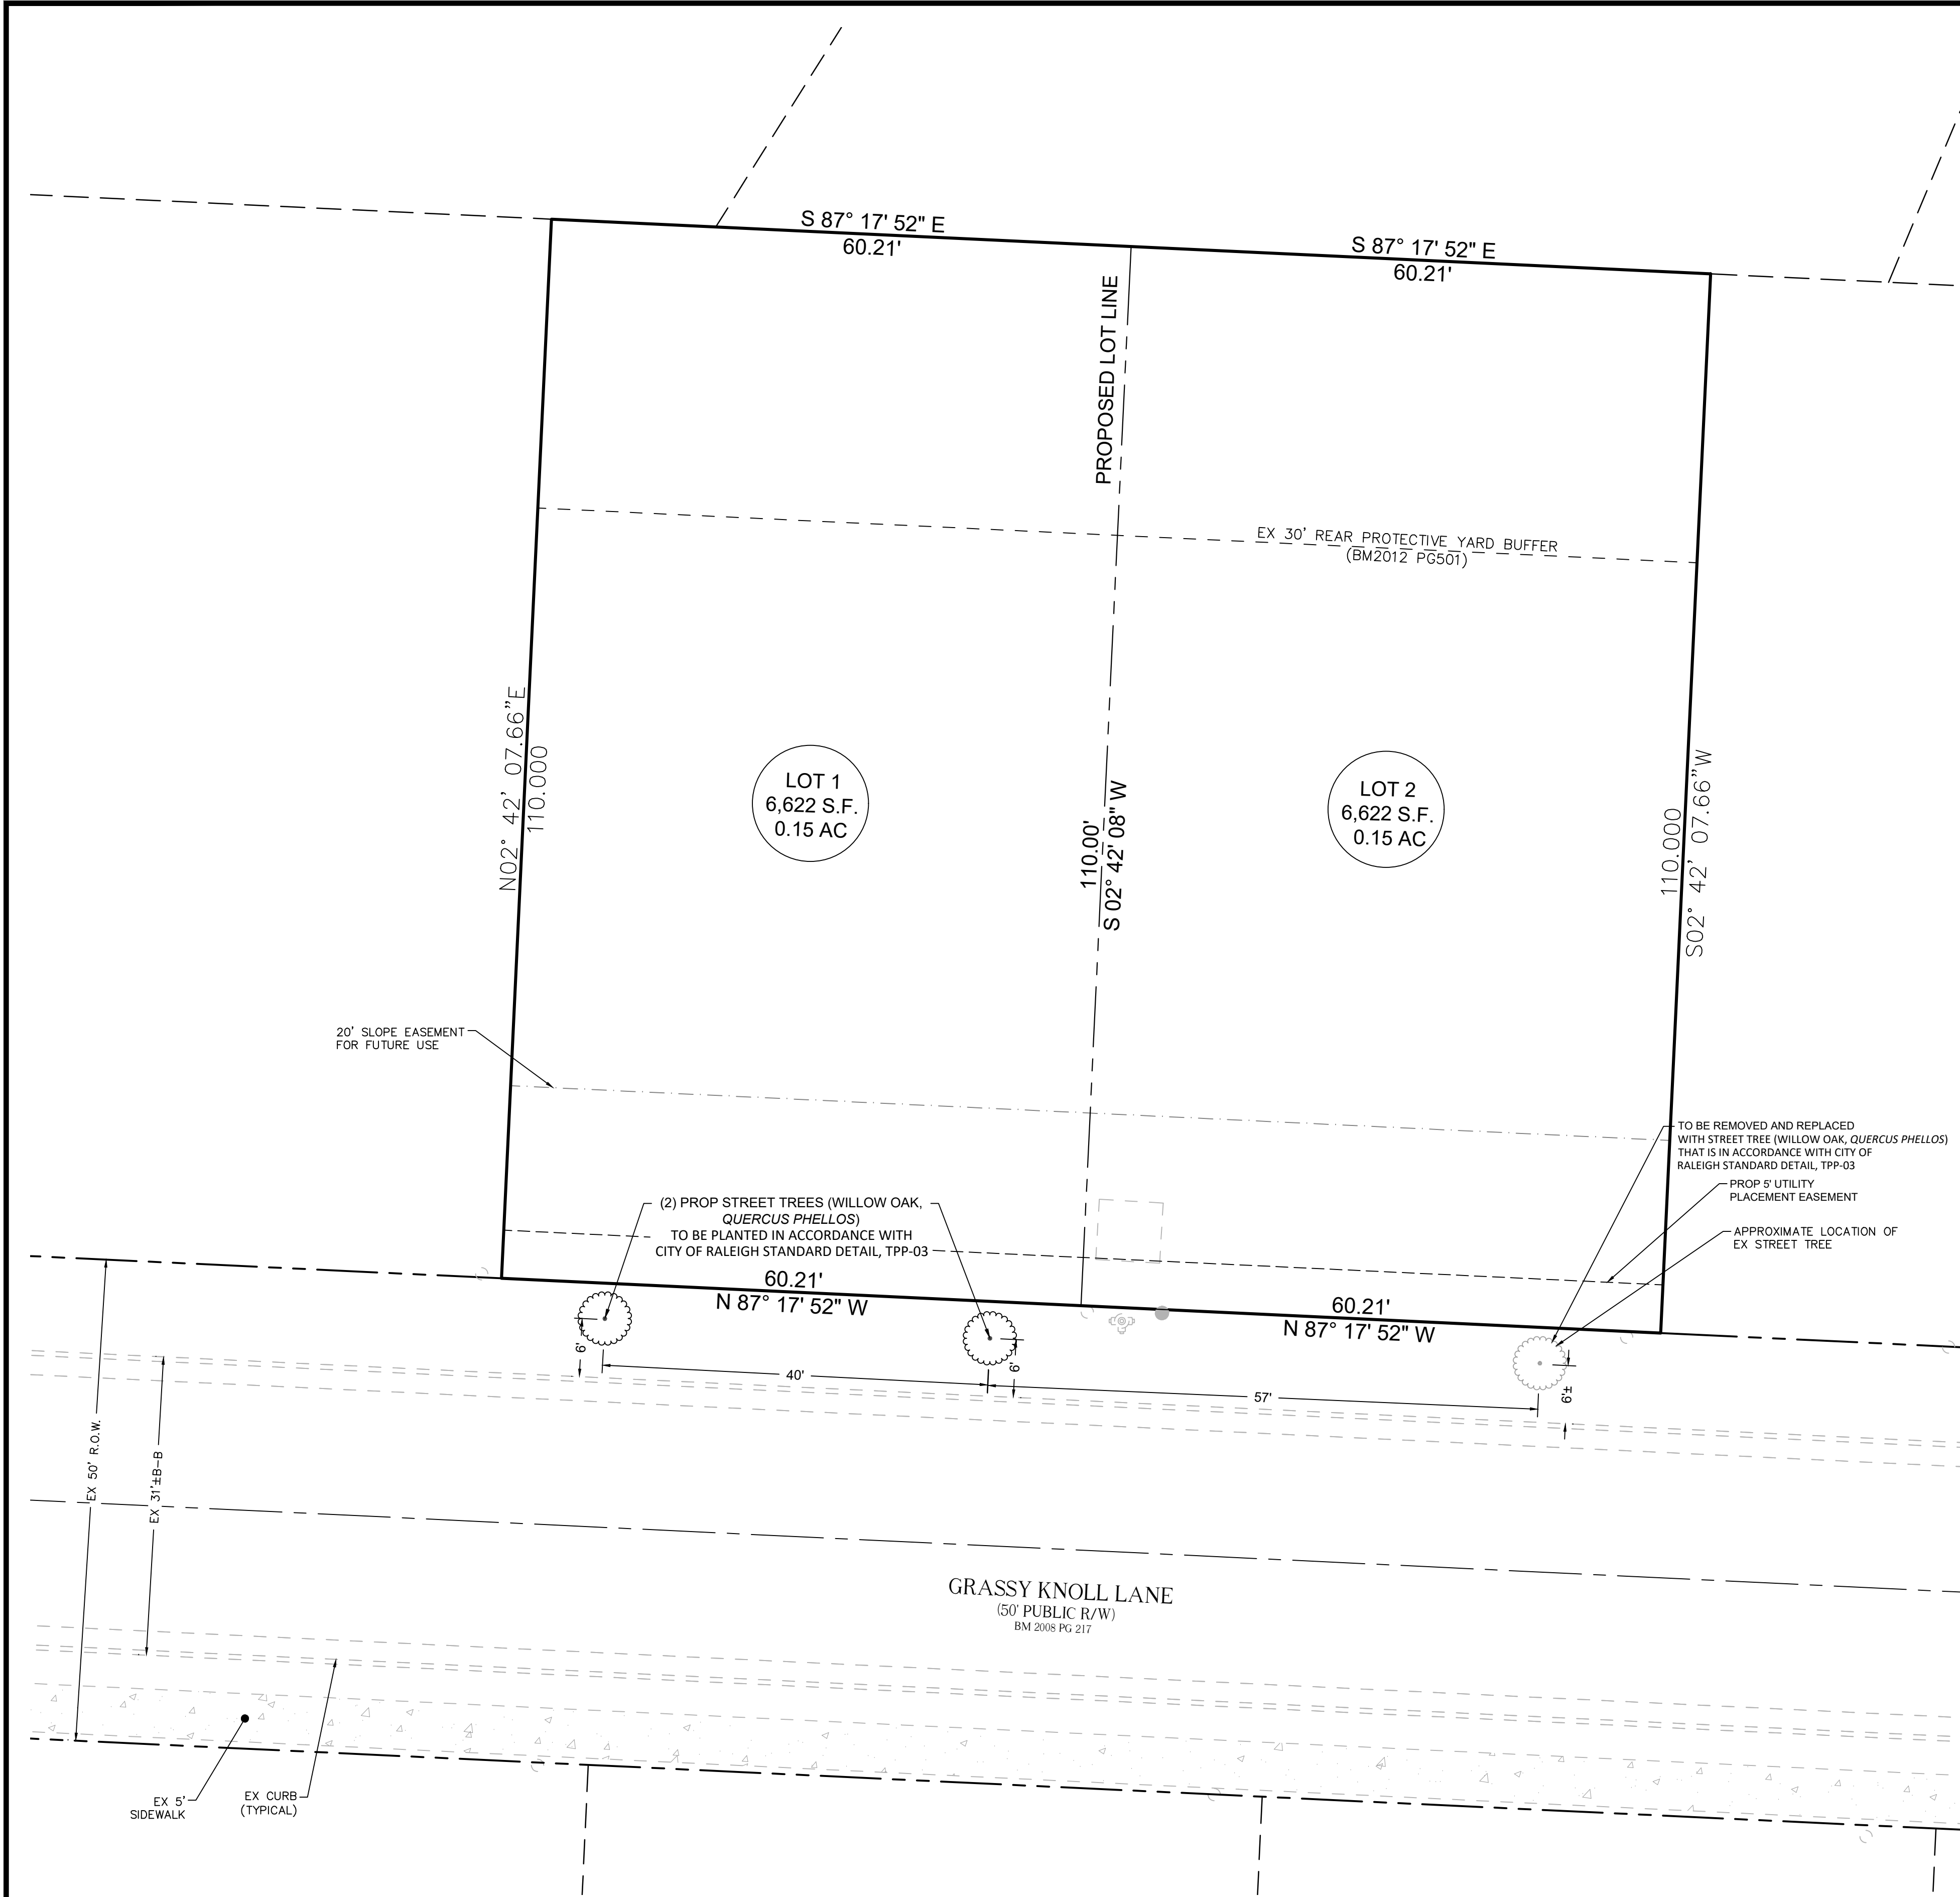 S 87° 17' 52" E
60.21'
S 87° 17' 52" E
60.21'
PROPOSED LOT LINE
EX 30' REAR PROTECTIVE YARD BUFFER
(BM2012 PG501)
N02° 42' 07.66"E
110.000
LOT 1
6,622 S.F.
0.15 AC
110.00'
S 02° 42' 08" W
LOT 2
6,622 S.F.
0.15 AC
110.000
S02° 42' 07.66"W
20' SLOPE EASEMENT
FOR FUTURE USE
TO BE REMOVED AND REPLACED
WITH STREET TREE (WILLOW OAK, QUERCUS PHELLOS)
THAT IS IN ACCORDANCE WITH CITY OF
RALEIGH STANDARD DETAIL, TPP-03
PROP 5' UTILITY
PLACEMENT EASEMENT
APPROXIMATE LOCATION OF
EX STREET TREE
(2) PROP STREET TREES (WILLOW OAK,
QUERCUS PHELLOS)
TO BE PLANTED IN ACCORDANCE WITH
CITY OF RALEIGH STANDARD DETAIL, TPP-03
60.21'
N 87° 17' 52" W
60.21'
N 87° 17' 52" W
6'
40'
6'
57'
6'±
EX 50' R.O.W.
EX 31'±B-B
GRASSY KNOLL LANE
(50' PUBLIC R/W)
BM 2008 PG 217
EX 5'
SIDEWALK
EX CURB
(TYPICAL)